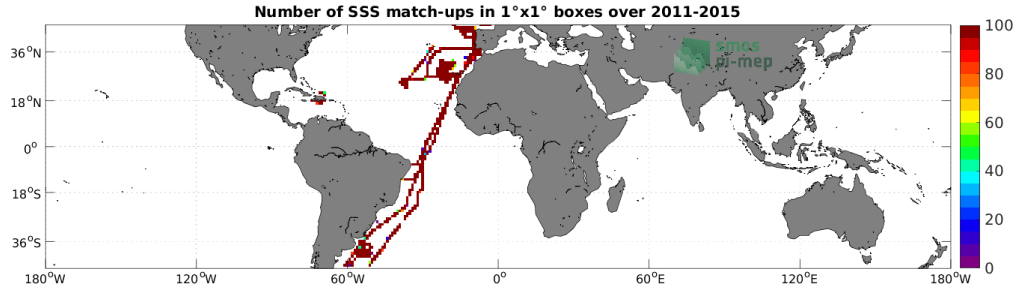 Number of SSS match-ups in 1°x1° boxes over 2011-2015
smos
pi-mep
36°N
18°N
0°
18°S
36°S
180°W
120°W
60°W
0°
60°E
120°E
180°W
100
80
60
40
20
0